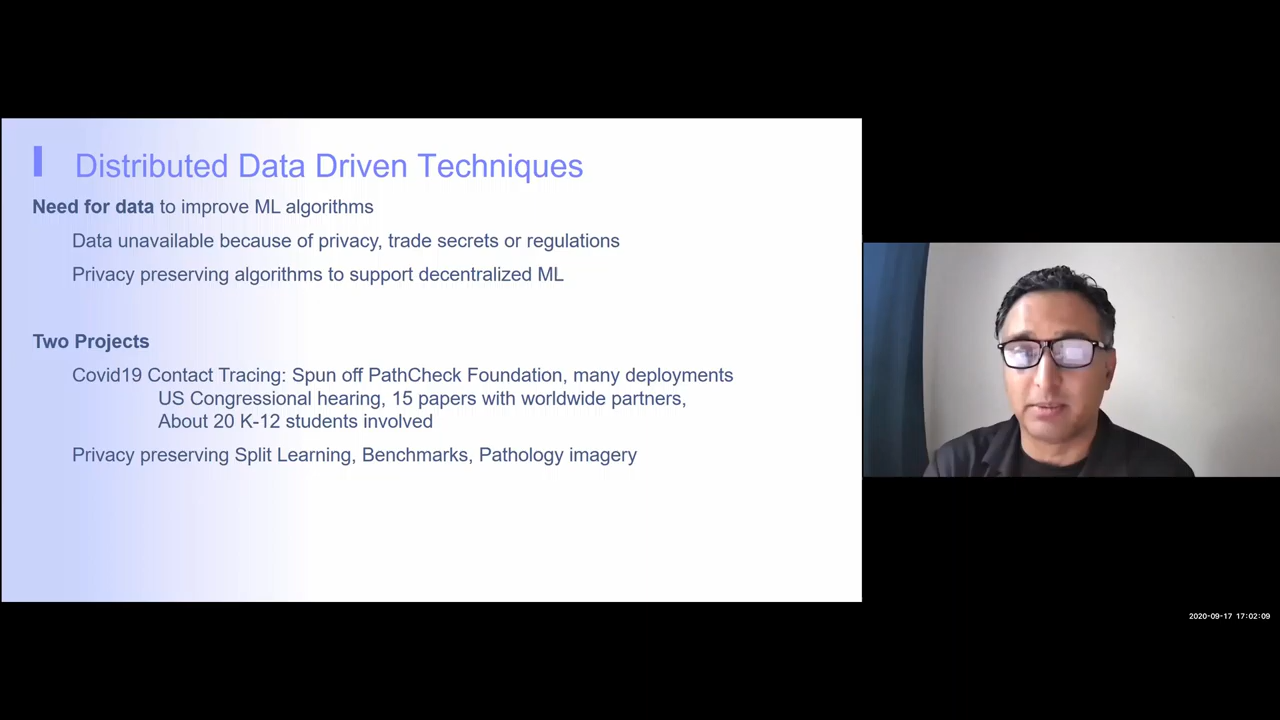 Distributed Data Driven Techniques
Need for data to improve ML algorithms
Data unavailable because of privacy, trade secrets or regulations
Privacy preserving algorithms to support decentralized ML
Two Projects
Covid19 Contact Tracing: Spun off PathCheck Foundation, many deployments
US Congressional hearing, 15 papers with worldwide partners,
About 20 K-12 students involved
Privacy preserving Split Learning, Benchmarks, Pathology imagery
2020-09-17 17:02:09